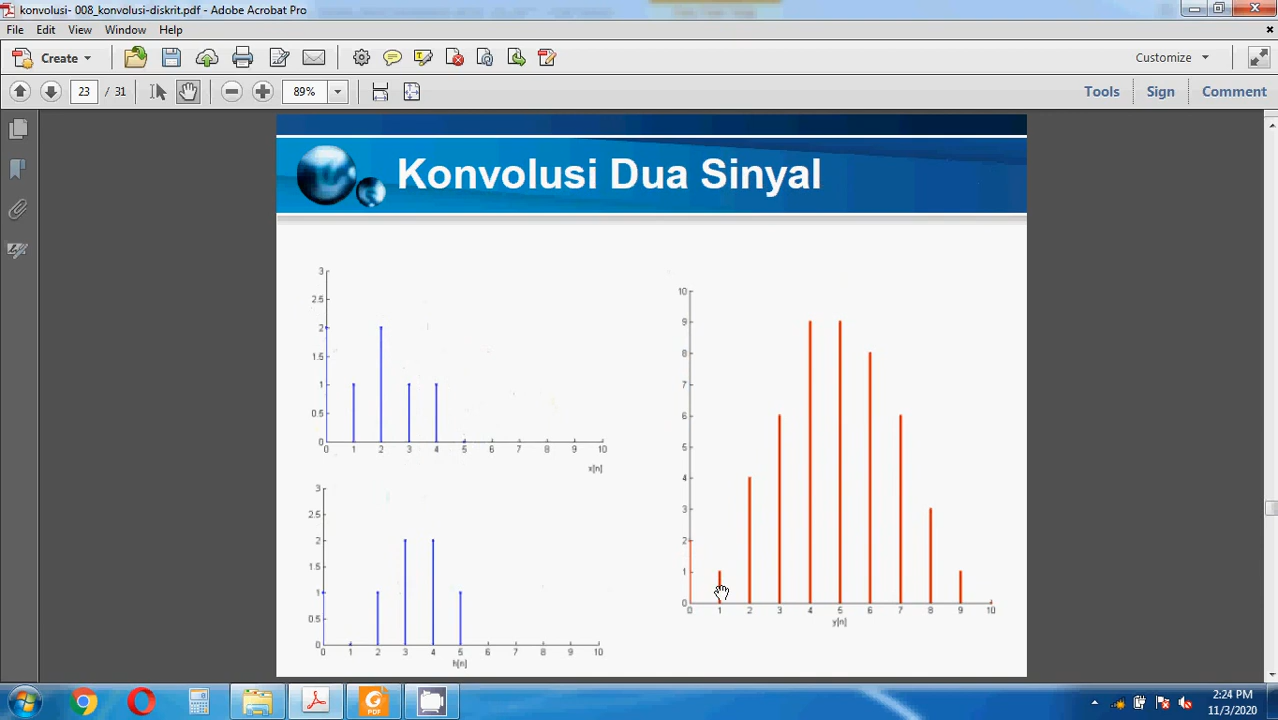 konvolusi- 008_konvolusi-diskrit.pdf - Adobe Acrobat Pro
File Edit View Window Help
Create Customize
23 / 31 89% Tools Sign Comment
Konvolusi Dua Sinyal
3
2.5
2
1.5
1
0.5
0
0 1 2 3 4 5 6 7 8 9 10
x[n]
3
2.5
2
1.5
1
0.5
0
0 1 2 3 4 5 6 7 8 9 10
h[n]
10
9
8
7
6
5
4
3
2
1
0
0 1 2 3 4 5 6 7 8 9 10
y[n]
PDF
2:24 PM
11/3/2020